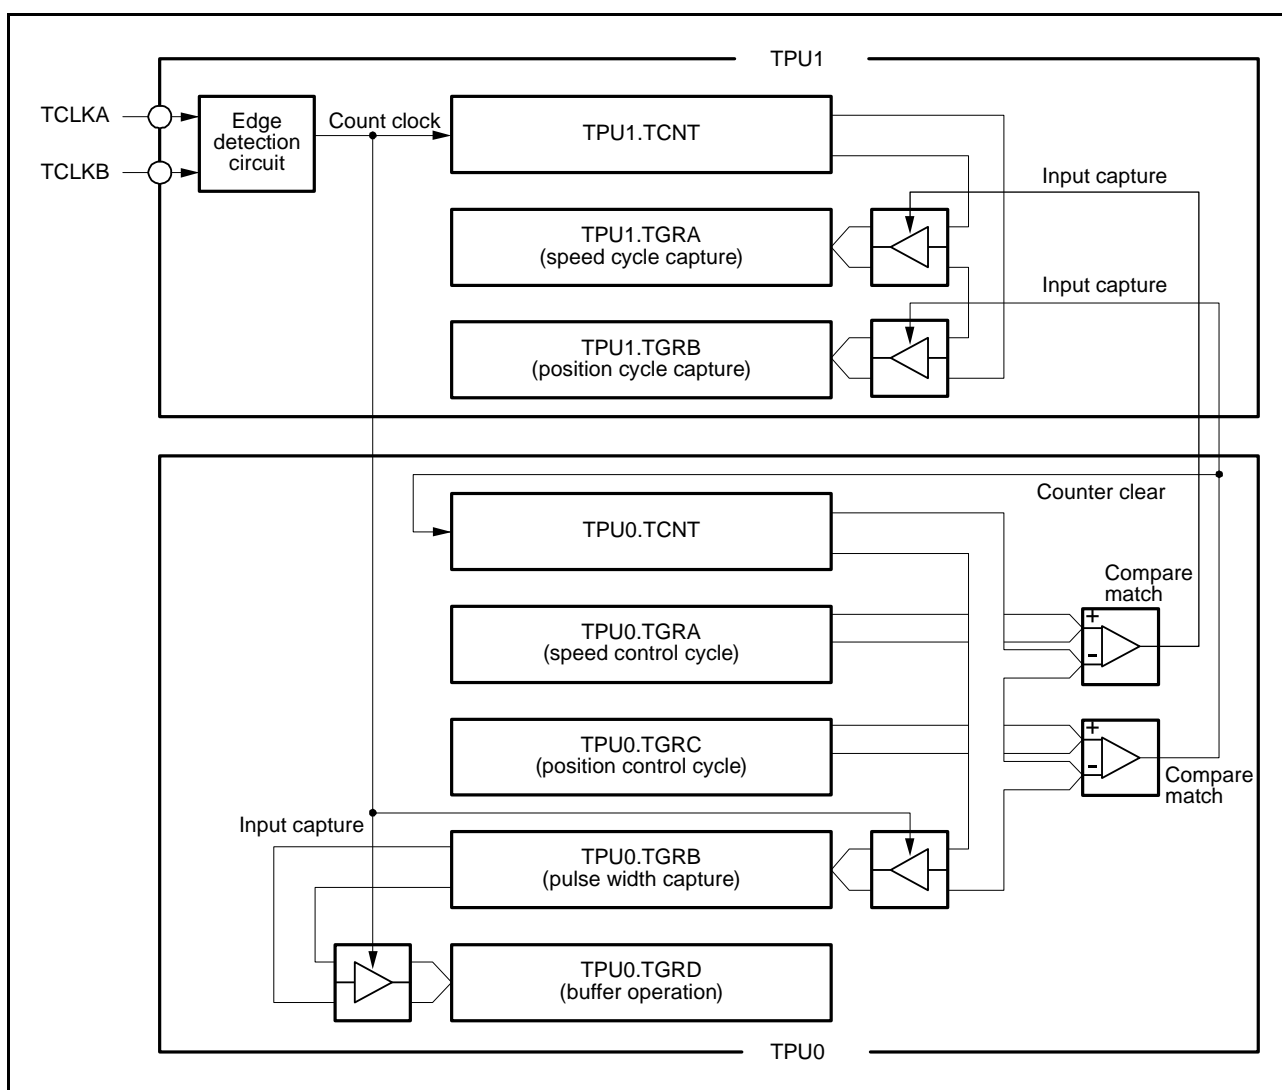 TPU1
TCLKA
TCLKB
Edge
detection
circuit
Count clock
TPU1.TCNT
Input capture
TPU1.TGRA
(speed cycle capture)
Input capture
TPU1.TGRB
(position cycle capture)
Counter clear
TPU0.TCNT
Compare
match
+
-
TPU0.TGRA
(speed control cycle)
TPU0.TGRC
(position control cycle)
+
-
Compare
match
Input capture
TPU0.TGRB
(pulse width capture)
TPU0.TGRD
(buffer operation)
TPU0